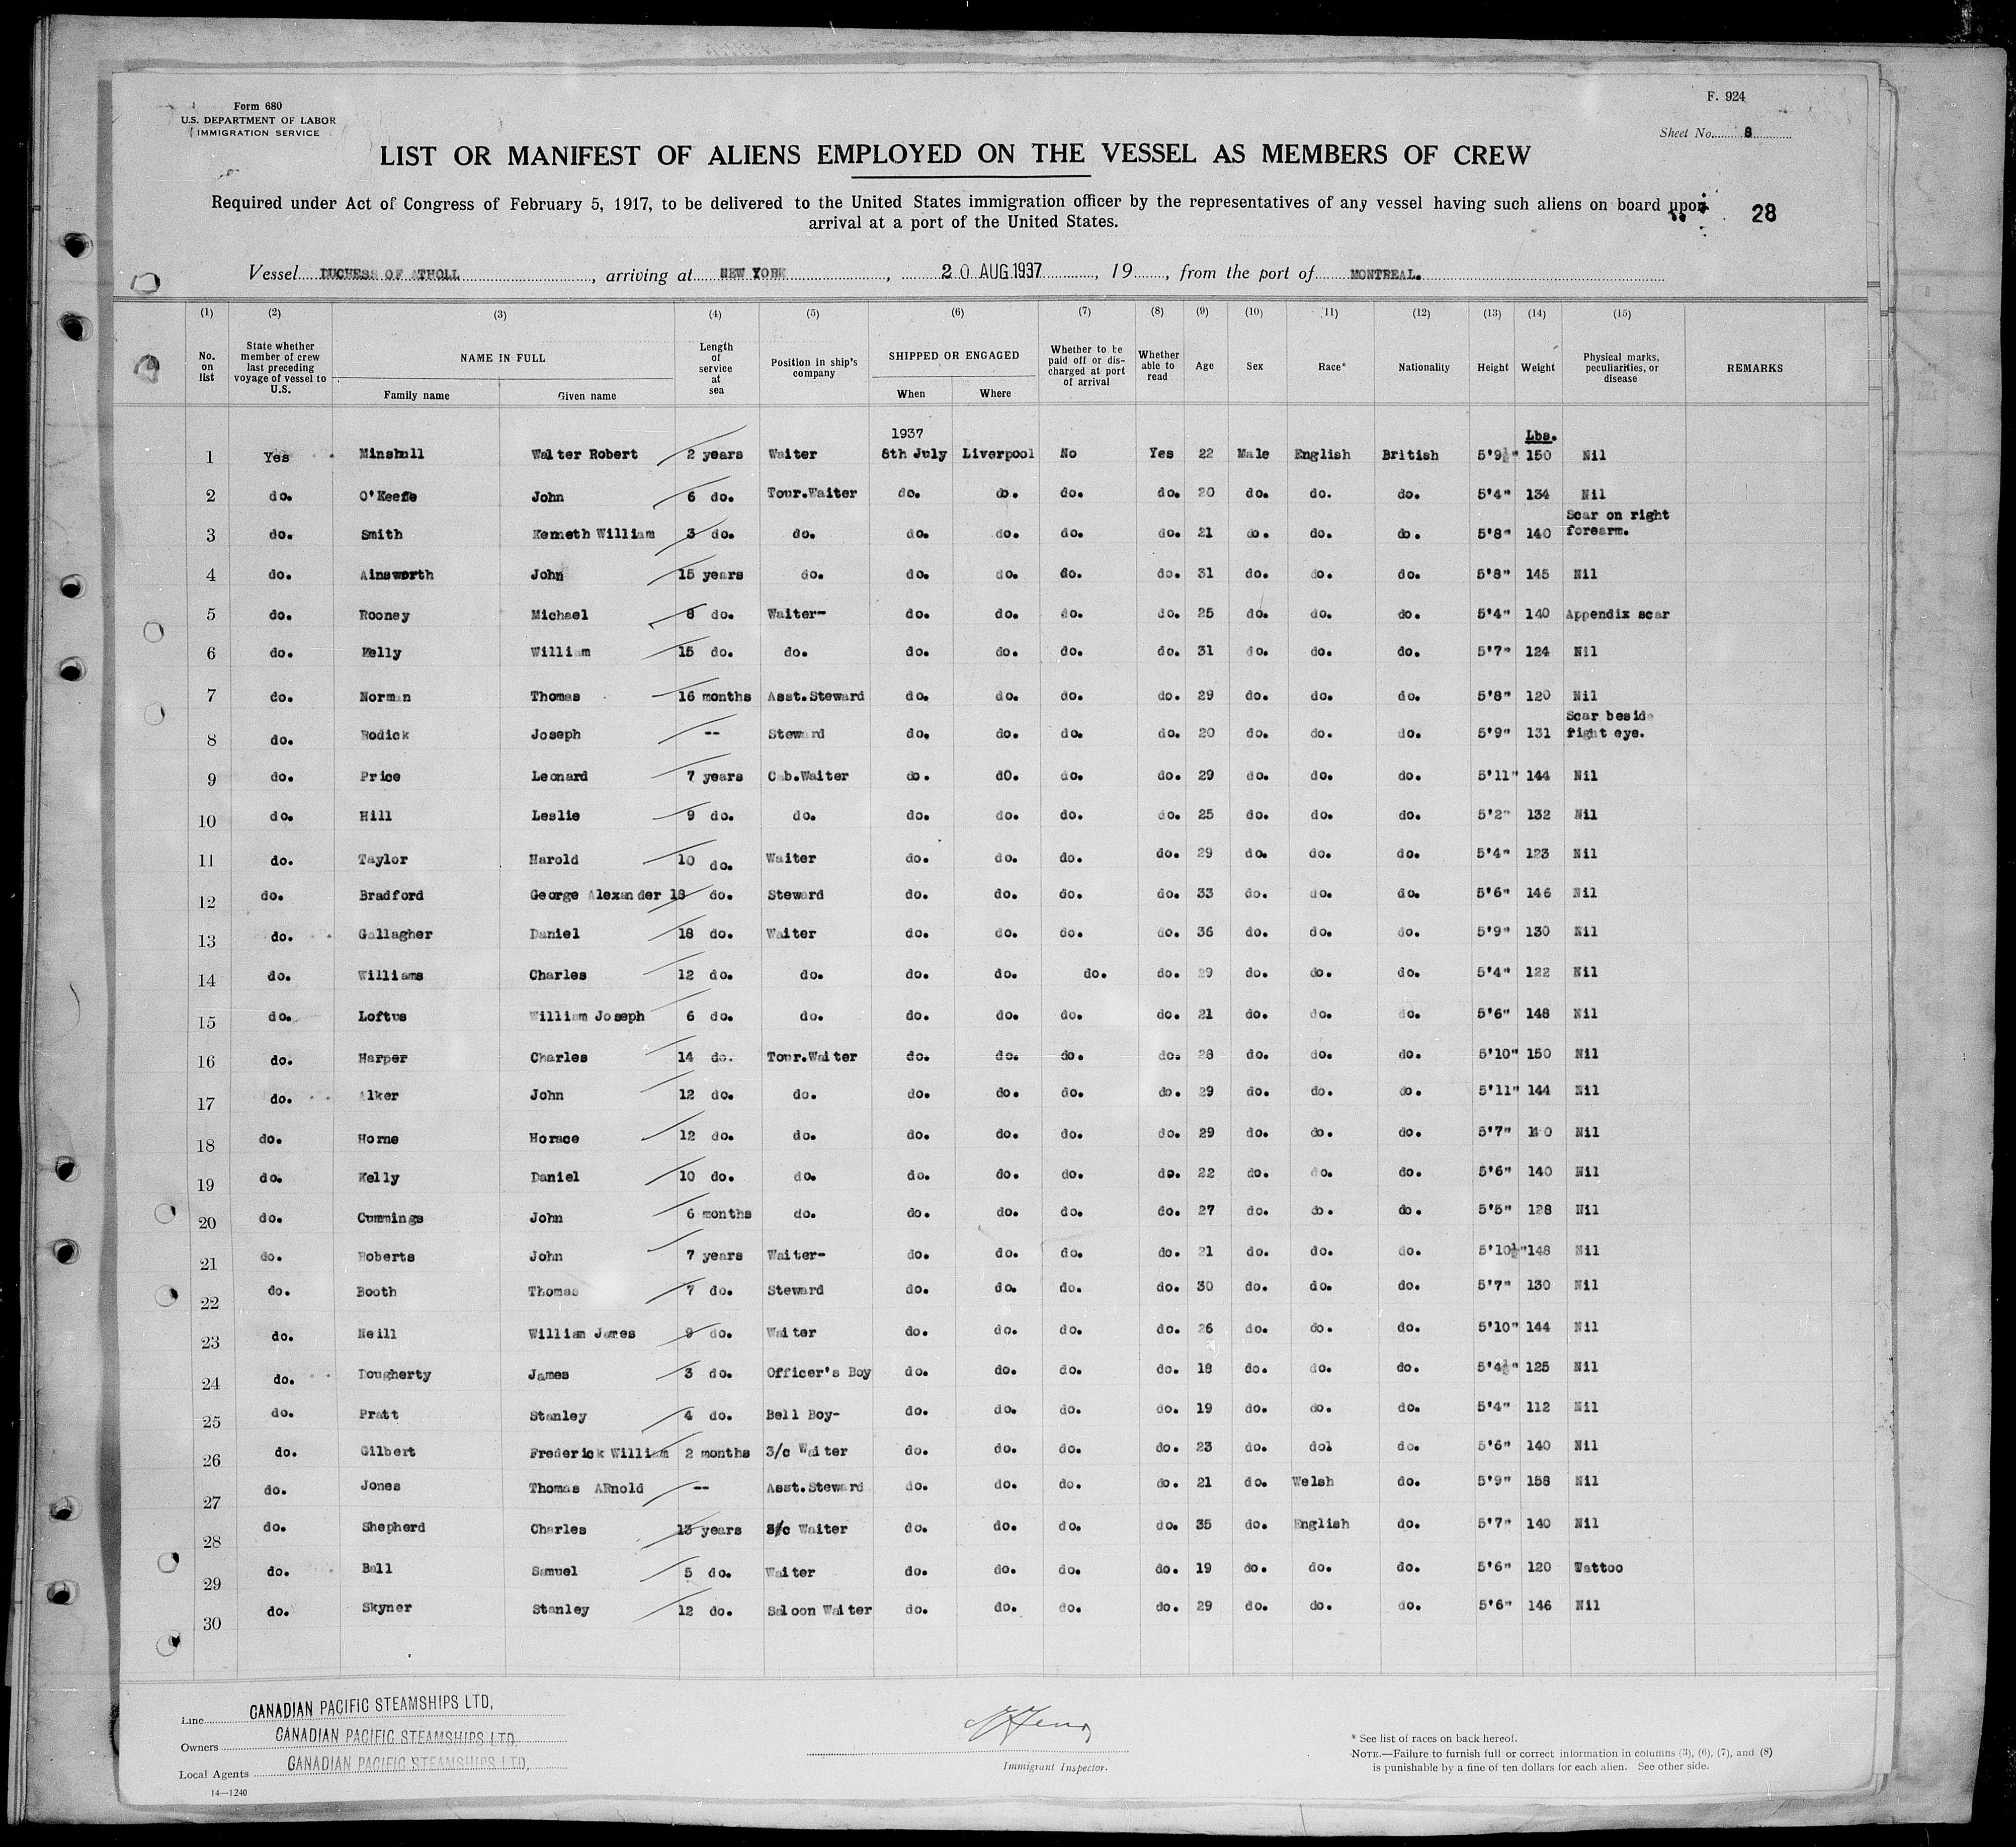 Form 680
U.S. DEPARTMENT OF LABOR
IMMIGRATION SERVICE
F. 924
Sheet No. 8
LIST OR MANIFEST OF ALIENS EMPLOYED ON THE VESSEL AS MEMBERS OF CREW
Required under Act of Congress of February 5, 1917, to be delivered to the United States immigration officer by the representatives of any vessel having such aliens on board upon
arrival at a port of the United States.
28
Vessel DUCHESS OF ATHOLL, arriving at NEW YORK, 20 AUG 1937, 19, from the port of MONTREAL.
(1) (2) (3) (4) (5) (6) (7) (8) (9) (10) (11) (12) (13) (14) (15)
No. on list State whether member of crew last preceding voyage of vessel to U.S. NAME IN FULL Length of service at sea Position in ship's company SHIPPED OR ENGAGED Whether to be paid off or discharged at port of arrival Whether able to read Age Sex Race* Nationality Height Weight Physical marks, peculiarities, or disease REMARKS
Family name Given name When Where
1937 Lbs.
1 Yes Minshull Walter Robert 2 years Waiter 8th July Liverpool No Yes 22 Male English British 5'9½" 150 Nil
2 do. O'Keefe John 6 do. Tour.Waiter do. do. do. do. 20 do. do. do. 5'4" 134 Nil
3 do. Smith Kenneth William 3 do. do. do. do. do. do. 21 do. do. do. 5'8" 140 Scar on right forearm.
4 do. Ainsworth John 15 years do. do. do. do. do. 31 do. do. do. 5'8" 145 Nil
5 do. Rooney Michael 8 do. Waiter- do. do. do. do. 25 do. do. do. 5'4" 140 Appendix scar
6 do. Kelly William 15 do. do. do. do. do. do. 31 do. do. do. 5'7" 124 Nil
7 do. Norman Thomas 16 months Asst.Steward do. do. do. do. 29 do. do. do. 5'8" 120 Nil
8 do. Rodick Joseph -- Steward do. do. do. do. 20 do. do. do. 5'9" 131 Scar beside right eye.
9 do. Price Leonard 7 years Cab.Waiter do. dO. do. do. 29 do. do. do. 5'11" 144 Nil
10 do. Hill Leslie 9 do. do. do. do. do. do. 25 do. do. do. 5'2" 132 Nil
11 do. Taylor Harold 10 do. Waiter do. do. do. do. 29 do. do. do. 5'4" 123 Nil
12 do. Bradford George Alexander 18 do. Steward do. do. do. do. 33 do. do. do. 5'6" 146 Nil
13 do. Gallagher Daniel 18 do. Waiter do. do. do. do. 36 do. do. do. 5'9" 130 Nil
14 do. Williams Charles 12 do. do. do. do. do. do. 29 do. do. do. 5'4" 122 Nil
15 do. Loftus William Joseph 6 do. do. do. do. do. do. 21 do. do. do. 5'6" 148 Nil
16 do. Harper Charles 14 do. Tour.Waiter do. do. do. do. 28 do. do. do. 5'10" 150 Nil
17 do. Alker John 12 do. do. do. do. do. do. 29 do. do. do. 5'11" 144 Nil
18 do. Horne Horace 12 do. do. do. do. do. do. 29 do. do. do. 5'7" Nil
19 do. Kelly Daniel 10 do. do. do. do. do. do. 22 do. do. do. 5'6" 140 Nil
20 do. Cummings John 6 months do. do. do. do. do. 27 do. do. do. 5'5" 128 Nil
21 do. Roberts John 7 years Waiter- do. do. do. do. 21 do. do. do. 5'10½" 148 Nil
22 do. Booth Thomas 7 do. Steward do. do. do. do. 30 do. do. do. 5'7" 130 Nil
23 do. Neill William James 9 do. Waiter do. do. do. do. 26 do. do. do. 5'10" 144 Nil
24 do. Dougherty James 3 do. Officer's Boy do. do. do. do. 18 do. do. do. 5'4½" 125 Nil
25 do. Pratt Stanley 4 do. Bell Boy- do. do. do. do. 19 do. do. do. 5'4" 112 Nil
26 do. Gilbert Frederick William 2 months 3/c Waiter do. do. do. do. 23 do. dol do. 5'6" 140 Nil
27 do. Jones Thomas ARnold -- Asst.Steward do. do. do. do. 21 do. Welsh do. 5'9" 158 Nil
28 do. Shepherd Charles 13 years 3/c Waiter do. do. do. do. 35 do. English do. 5'7" 140 Nil
29 do. Ball Samuel 5 do. Waiter do. do. do. do. 19 do. do. do. 5'6" 120 Wattoo
30 do. Skyner Stanley 12 do. Saloon Waiter do. do. do. do. 29 do. do. do. 5'6" 146 Nil
Line CANADIAN PACIFIC STEAMSHIPS LTD,
Owners CANADIAN PACIFIC STEAMSHIPS LTD,
Local Agents CANADIAN PACIFIC STEAMSHIPS LTD,
14—1240
Immigrant Inspector.
* See list of races on back hereof.
NOTE.—Failure to furnish full or correct information in columns (3), (6), (7), and (8)
is punishable by a fine of ten dollars for each alien. See other side.